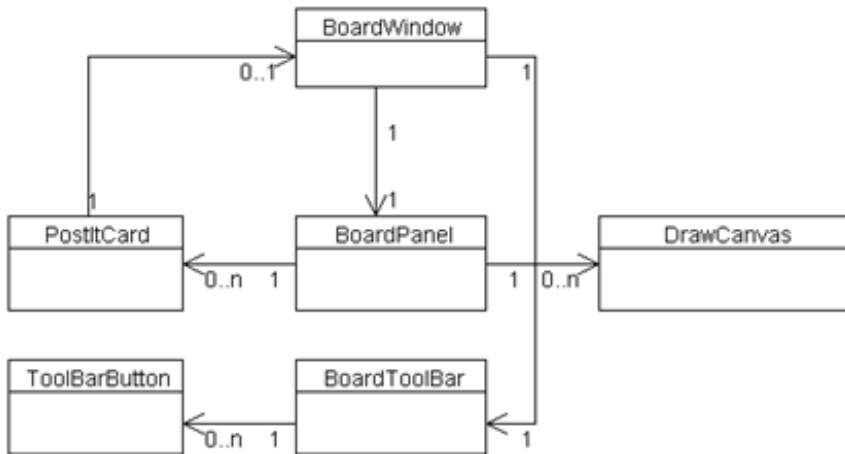 BoardWindow
0..1
1
1
1
1
PostItCard
BoardPanel
DrawCanvas
0..n
1
1
0..n
ToolBarButton
BoardToolBar
0..n
1
1